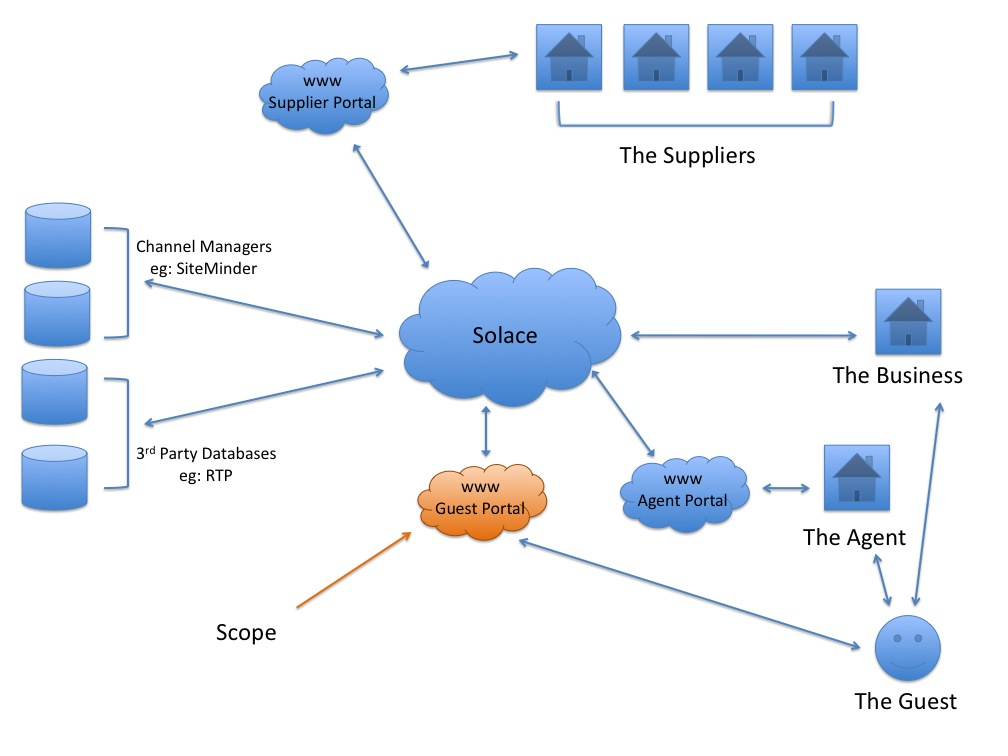 www
Supplier Portal
The Suppliers
Channel Managers
eg: SiteMinder
Solace
The Business
3rd Party Databases
eg: RTP
www
Guest Portal
www
Agent Portal
The Agent
Scope
The Guest